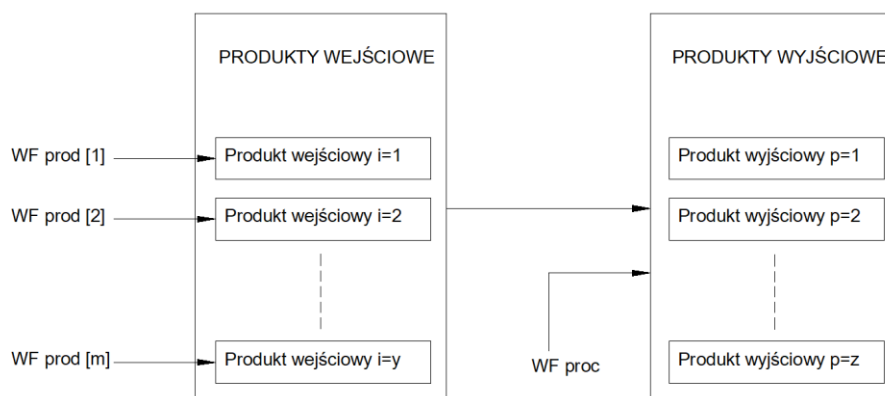 PRODUKTY WEJŚCIOWE
PRODUKTY WYJŚCIOWE
WF prod [1]
Produkt wejściowy i=1
Produkt wyjściowy p=1
WF prod [2]
Produkt wejściowy i=2
Produkt wyjściowy p=2
WF prod [m]
Produkt wejściowy i=y
WF proc
Produkt wyjściowy p=z